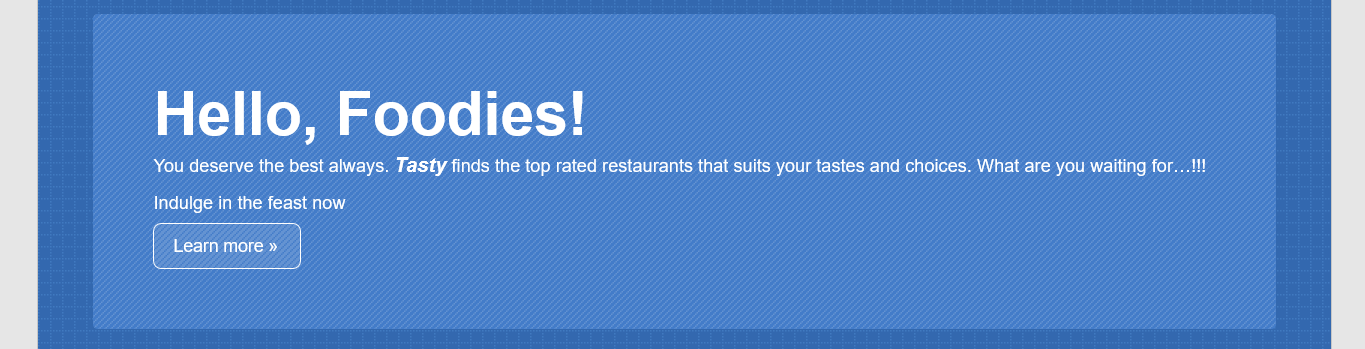 Hello, Foodies!
You deserve the best always. Tasty finds the top rated restaurants that suits your tastes and choices. What are you waiting for…!!!
Indulge in the feast now
Learn more »